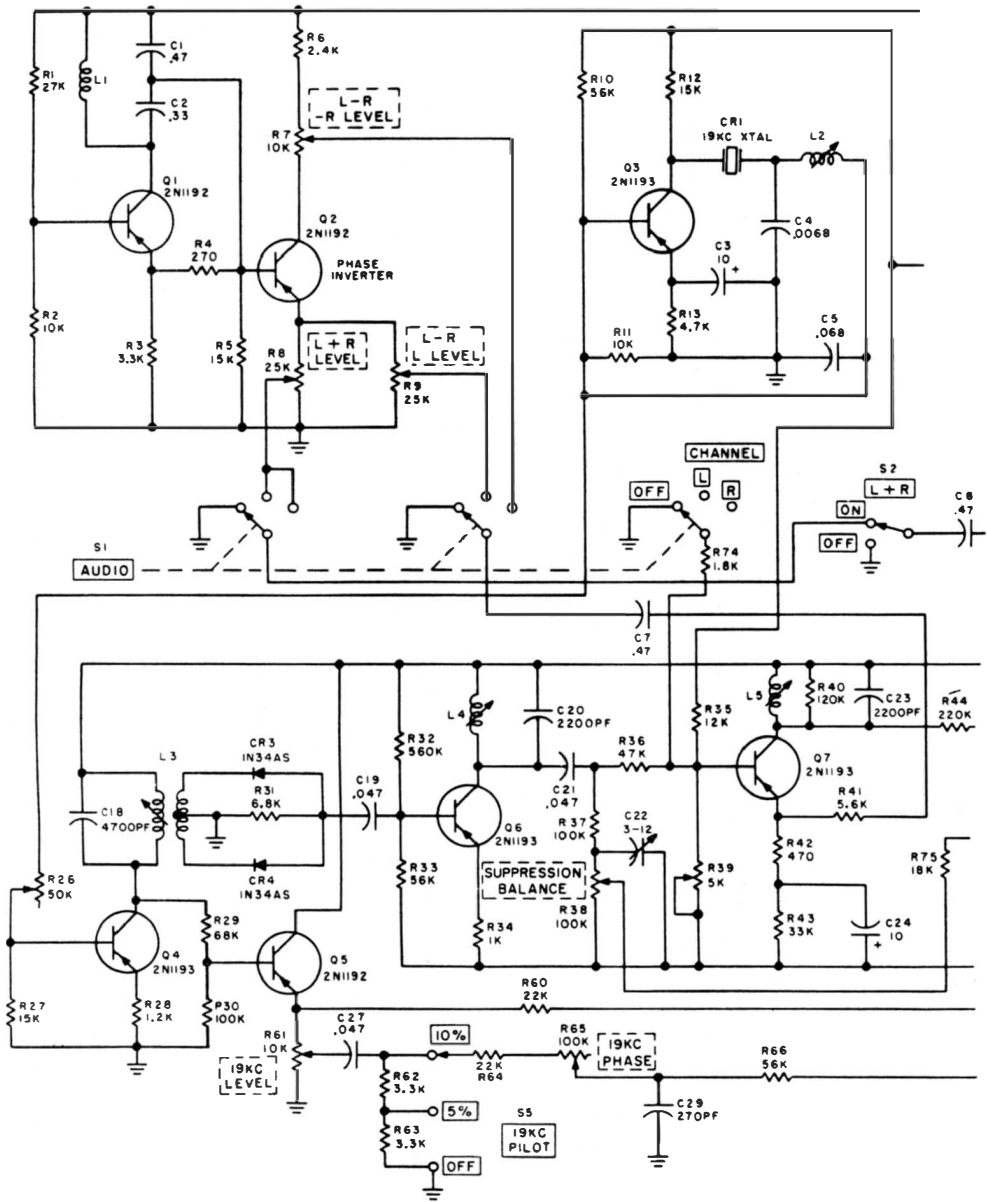 R1
27K
L1
C1
.47
C2
.33
R6
2.4K
L-R
-R LEVEL
R7
10K
Q1
2N1192
R4
270
Q2
2N1192
PHASE
INVERTER
R2
10K
R3
3.3K
R5
15K
R8
25K
L+R
LEVEL
L-R
L LEVEL
R9
25K
R10
56K
R12
15K
CR1
19KC XTAL
L2
Q3
2N1193
C4
.0068
C3
10
+
R13
4.7K
C5
.068
R11
10K
CHANNEL
OFF
L
R
S2
L+R
ON
OFF
C6
.47
S1
AUDIO
R74
1.8K
C7
.47
L3
CR3
1N34AS
R31
6.8K
CR4
1N34AS
C18
4700PF
C19
.047
R32
560K
R33
56K
L4
C20
2200PF
C21
.047
R36
47K
R37
100K
C22
3-12
Q6
2N1193
SUPPRESSION
BALANCE
R38
100K
R34
1K
R35
12K
R39
5K
L5
R40
120K
C23
2200PF
R44
220K
Q7
2N1193
R41
5.6K
R42
470
R43
33K
C24
10
+
R75
18K
R26
50K
R27
15K
Q4
2N1193
R28
1.2K
R29
68K
R30
100K
Q5
2N1192
R60
22K
R61
10K
19KC
LEVEL
C27
.047
10%
22K
R64
R65
100K
19KC
PHASE
R66
56K
R62
3.3K
5%
R63
3.3K
OFF
S5
19KC
PILOT
C29
270PF